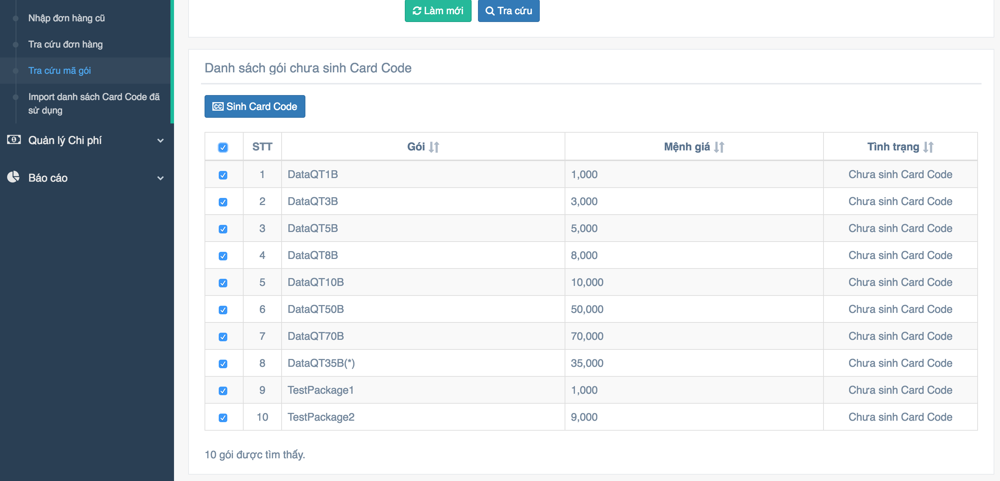 Nhập đơn hàng cũ
Tra cứu đơn hàng
Tra cứu mã gói
Import danh sách Card Code đã
sử dụng
Quản lý Chi phí
Báo cáo
Làm mới Tra cứu
Danh sách gói chưa sinh Card Code
CC Sinh Card Code
STT Gói Mệnh giá Tình trạng
1 DataQT1B 1,000 Chưa sinh Card Code
2 DataQT3B 3,000 Chưa sinh Card Code
3 DataQT5B 5,000 Chưa sinh Card Code
4 DataQT8B 8,000 Chưa sinh Card Code
5 DataQT10B 10,000 Chưa sinh Card Code
6 DataQT50B 50,000 Chưa sinh Card Code
7 DataQT70B 70,000 Chưa sinh Card Code
8 DataQT35B(*) 35,000 Chưa sinh Card Code
9 TestPackage1 1,000 Chưa sinh Card Code
10 TestPackage2 9,000 Chưa sinh Card Code
10 gói được tìm thấy.